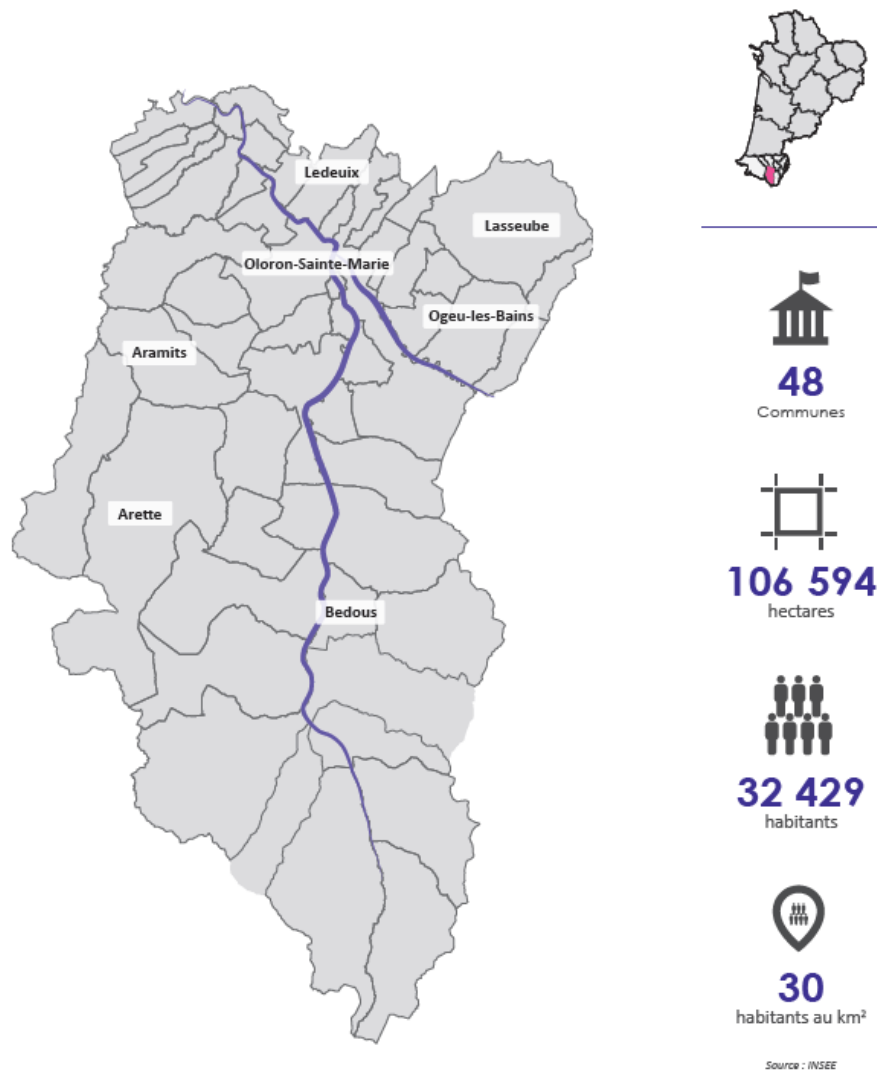 Ledeuix
Lasseube
Oloron-Sainte-Marie
Ogeu-les-Bains
Aramits
Arette
Bedous
48
Communes
106 594
hectares
32 429
habitants
30
habitants au km²
Source : INSEE